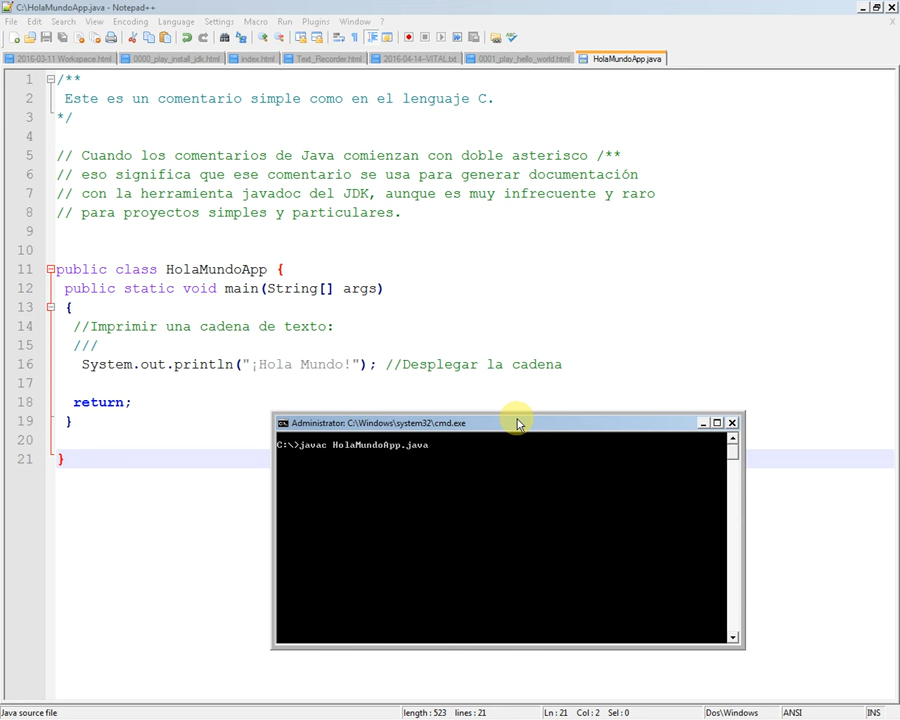 C:\HolaMundoApp.java - Notepad++
File Edit Search View Encoding Language Settings Macro Run Plugins Window ? X
2016-03-11 Workspace.html 0000_play_install_jdk.html index.html Text_Recorder.html 2016-04-14--VITAL.txt 0001_play_hello_world.html HolaMundoApp.java
1 /**
2 Este es un comentario simple como en el lenguaje C.
3 */
4
5 // Cuando los comentarios de Java comienzan con doble asterisco /**
6 // eso significa que ese comentario se usa para generar documentación
7 // con la herramienta javadoc del JDK, aunque es muy infrecuente y raro
8 // para proyectos simples y particulares.
9
10
11 public class HolaMundoApp {
12 public static void main(String[] args)
13 {
14 //Imprimir una cadena de texto:
15 ///
16 System.out.println("¡Hola Mundo!"); //Desplegar la cadena
17
18 return;
19 }
20
21 }
Administrator: C:\Windows\system32\cmd.exe
C:\>javac HolaMundoApp.java
Java source file length : 523 lines : 21 Ln : 21 Col : 2 Sel : 0 Dos\Windows ANSI INS